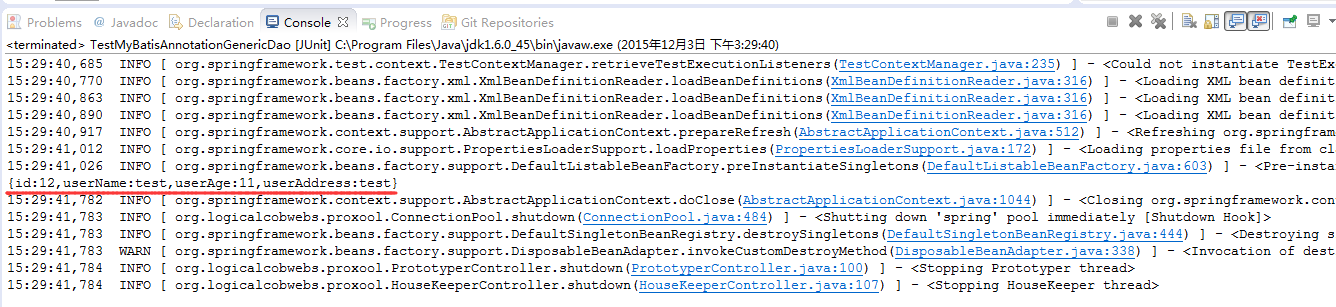 Problems @ Javadoc Declaration Console Progress Git Repositories
<terminated> TestMyBatisAnnotationGenericDao [JUnit] C:\Program Files\Java\jdk1.6.0_45\bin\javaw.exe (2015年12月3日 下午3:29:40)
15:29:40,685 INFO [ org.springframework.test.context.TestContextManager.retrieveTestExecutionListeners(TestContextManager.java:235) ] - <Could not instantiate TestEx
15:29:40,770 INFO [ org.springframework.beans.factory.xml.XmlBeanDefinitionReader.loadBeanDefinitions(XmlBeanDefinitionReader.java:316) ] - <Loading XML bean definit
15:29:40,863 INFO [ org.springframework.beans.factory.xml.XmlBeanDefinitionReader.loadBeanDefinitions(XmlBeanDefinitionReader.java:316) ] - <Loading XML bean definit
15:29:40,890 INFO [ org.springframework.beans.factory.xml.XmlBeanDefinitionReader.loadBeanDefinitions(XmlBeanDefinitionReader.java:316) ] - <Loading XML bean definit
15:29:40,917 INFO [ org.springframework.context.support.AbstractApplicationContext.prepareRefresh(AbstractApplicationContext.java:512) ] - <Refreshing org.springfram
15:29:41,012 INFO [ org.springframework.core.io.support.PropertiesLoaderSupport.loadProperties(PropertiesLoaderSupport.java:172) ] - <Loading properties file from cl
15:29:41,026 INFO [ org.springframework.beans.factory.support.DefaultListableBeanFactory.preInstantiateSingletons(DefaultListableBeanFactory.java:603) ] - <Pre-insta
{id:12,userName:test,userAge:11,userAddress:test}
15:29:41,782 INFO [ org.springframework.context.support.AbstractApplicationContext.doClose(AbstractApplicationContext.java:1044) ] - <Closing org.springframework.con
15:29:41,783 INFO [ org.logicalcobwebs.proxool.ConnectionPool.shutdown(ConnectionPool.java:484) ] - <Shutting down 'spring' pool immediately [Shutdown Hook]>
15:29:41,783 INFO [ org.springframework.beans.factory.support.DefaultSingletonBeanRegistry.destroySingletons(DefaultSingletonBeanRegistry.java:444) ] - <Destroying s
15:29:41,783 WARN [ org.springframework.beans.factory.support.DisposableBeanAdapter.invokeCustomDestroyMethod(DisposableBeanAdapter.java:338) ] - <Invocation of dest
15:29:41,784 INFO [ org.logicalcobwebs.proxool.PrototyperController.shutdown(PrototyperController.java:100) ] - <Stopping Prototyper thread>
15:29:41,784 INFO [ org.logicalcobwebs.proxool.HouseKeeperController.shutdown(HouseKeeperController.java:107) ] - <Stopping HouseKeeper thread>